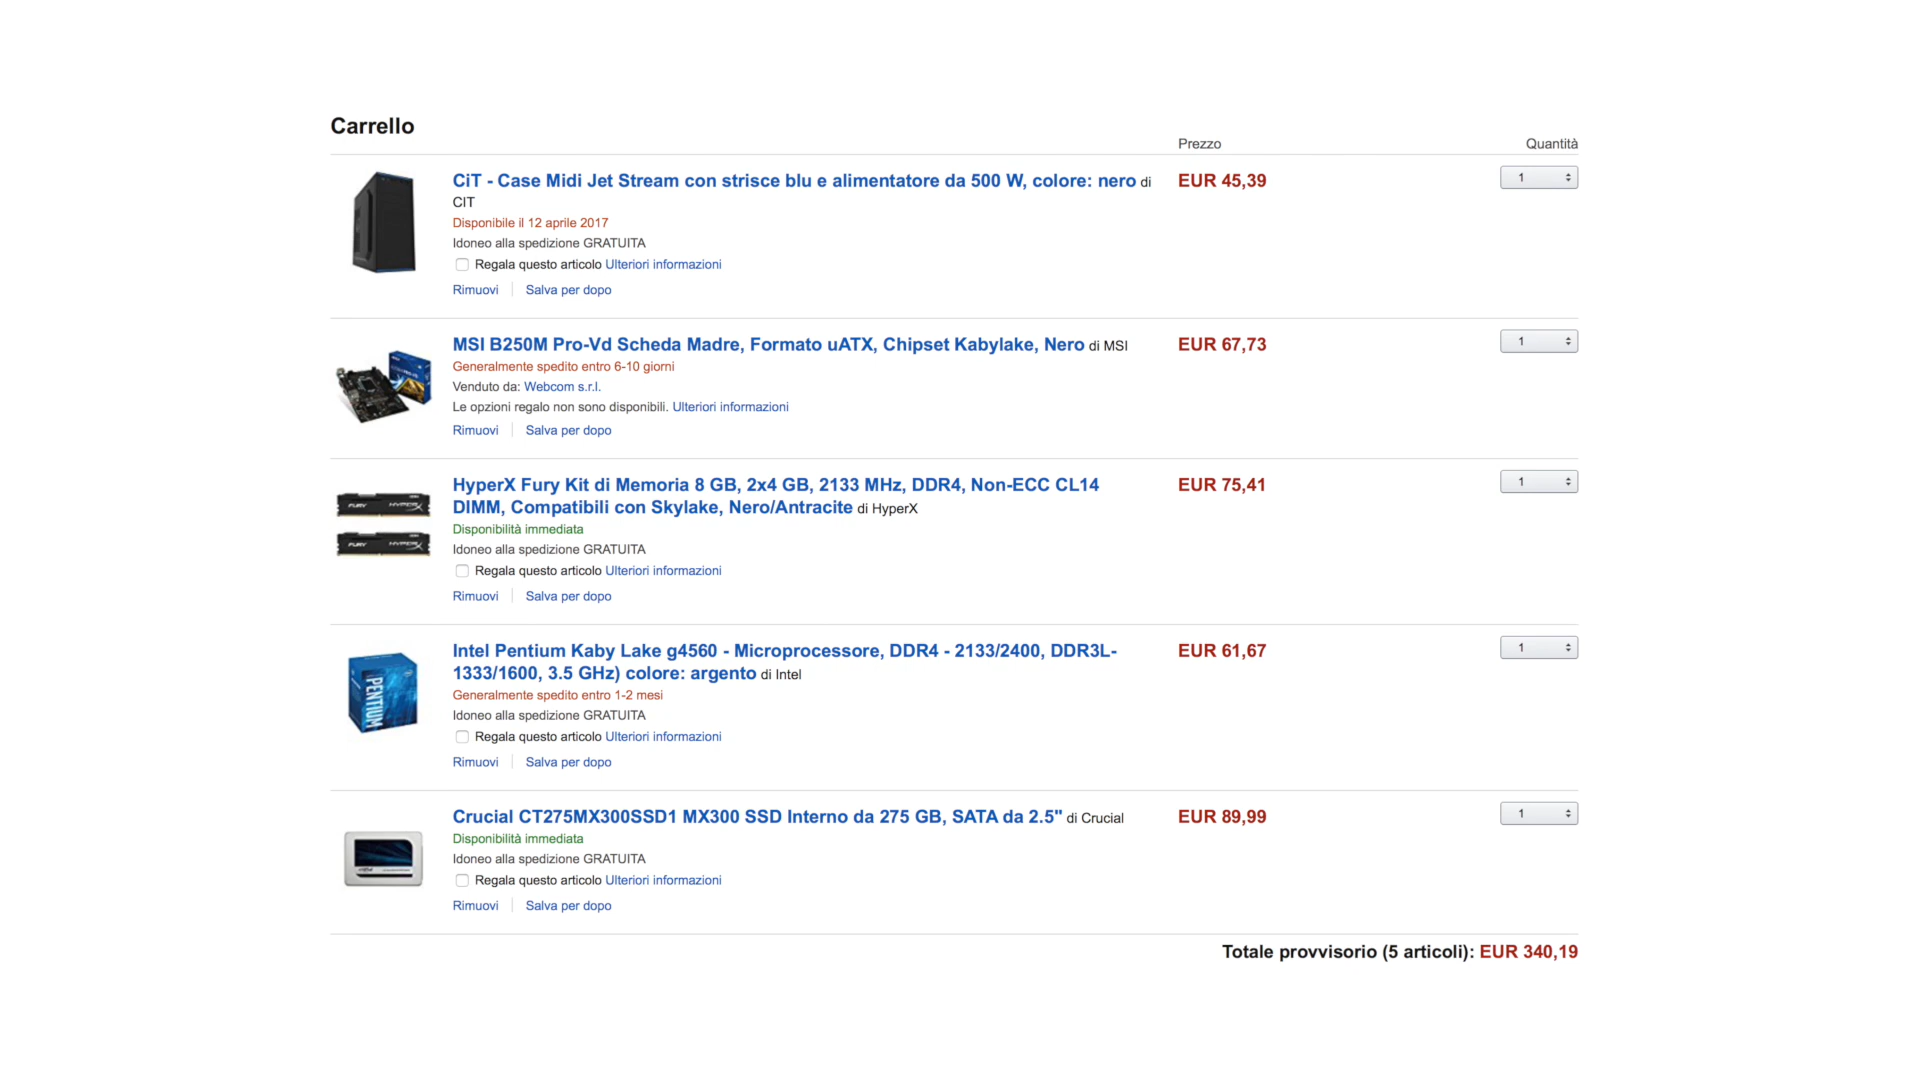 Carrello
Prezzo
Quantità
CiT - Case Midi Jet Stream con strisce blu e alimentatore da 500 W, colore: nero di
CIT
EUR 45,39
1
Disponibile il 12 aprile 2017
Idoneo alla spedizione GRATUITA
Regala questo articolo Ulteriori informazioni
Rimuovi
Salva per dopo
MSI B250M Pro-Vd Scheda Madre, Formato uATX, Chipset Kabylake, Nero di MSI
EUR 67,73
1
Generalmente spedito entro 6-10 giorni
Venduto da: Webcom s.r.l.
Le opzioni regalo non sono disponibili. Ulteriori informazioni
Rimuovi
Salva per dopo
FURY HYPERX
FURY HYPERX
HyperX Fury Kit di Memoria 8 GB, 2x4 GB, 2133 MHz, DDR4, Non-ECC CL14
DIMM, Compatibili con Skylake, Nero/Antracite di HyperX
EUR 75,41
1
Disponibilità immediata
Idoneo alla spedizione GRATUITA
Regala questo articolo Ulteriori informazioni
Rimuovi
Salva per dopo
PENTIUM
Intel Pentium Kaby Lake g4560 - Microprocessore, DDR4 - 2133/2400, DDR3L-
1333/1600, 3.5 GHz) colore: argento di Intel
EUR 61,67
1
Generalmente spedito entro 1-2 mesi
Idoneo alla spedizione GRATUITA
Regala questo articolo Ulteriori informazioni
Rimuovi
Salva per dopo
Crucial CT275MX300SSD1 MX300 SSD Interno da 275 GB, SATA da 2.5" di Crucial
EUR 89,99
1
Disponibilità immediata
Idoneo alla spedizione GRATUITA
Regala questo articolo Ulteriori informazioni
Rimuovi
Salva per dopo
Totale provvisorio (5 articoli): EUR 340,19